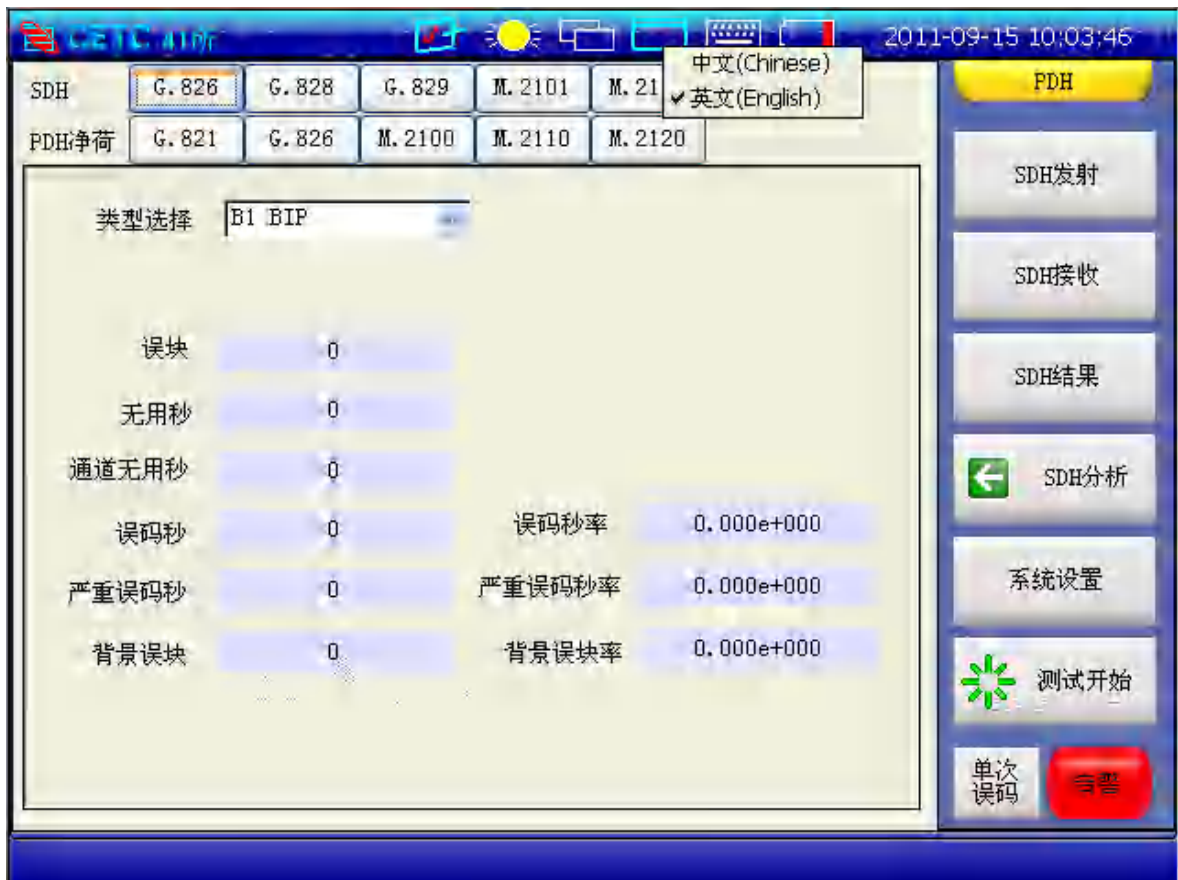 CETC 41所 2011-09-15 10:03:46
中文(Chinese)
✓英文(English)
SDH G.826 G.828 G.829 M.2101 M.21
PDH净荷 G.821 G.826 M.2100 M.2110 M.2120
类型选择 B1 BIP
误块 0
无用秒 0
通道无用秒 0
误码秒 0 误码秒率 0.000e+000
严重误码秒 0 严重误码秒率 0.000e+000
背景误块 0 背景误块率 0.000e+000
PDH
SDH发射
SDH接收
SDH结果
SDH分析
系统设置
测试开始
单次
误码
告警